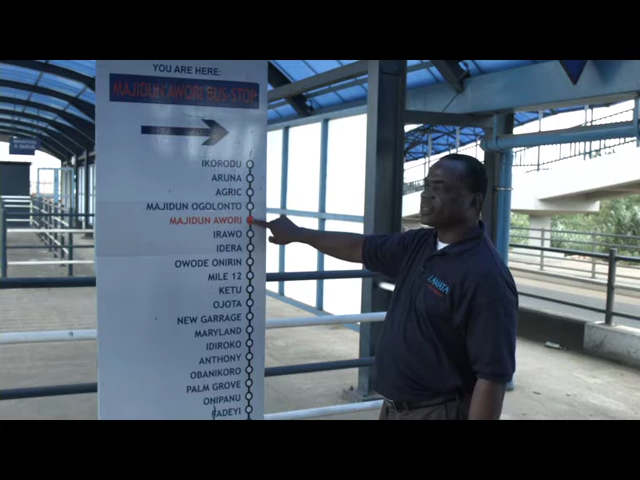 YOU ARE HERE:
MAJIDUN AWORI BUS-STOP
IKORODU
ARUNA
AGRIC
MAJIDUN OGOLONTO
MAJIDUN AWORI
IRAWO
IDERA
OWODE ONIRIN
MILE 12
KETU
OJOTA
NEW GARRAGE
MARYLAND
IDIROKO
ANTHONY
OBANIKORO
PALM GROVE
ONIPANU
FADEYI